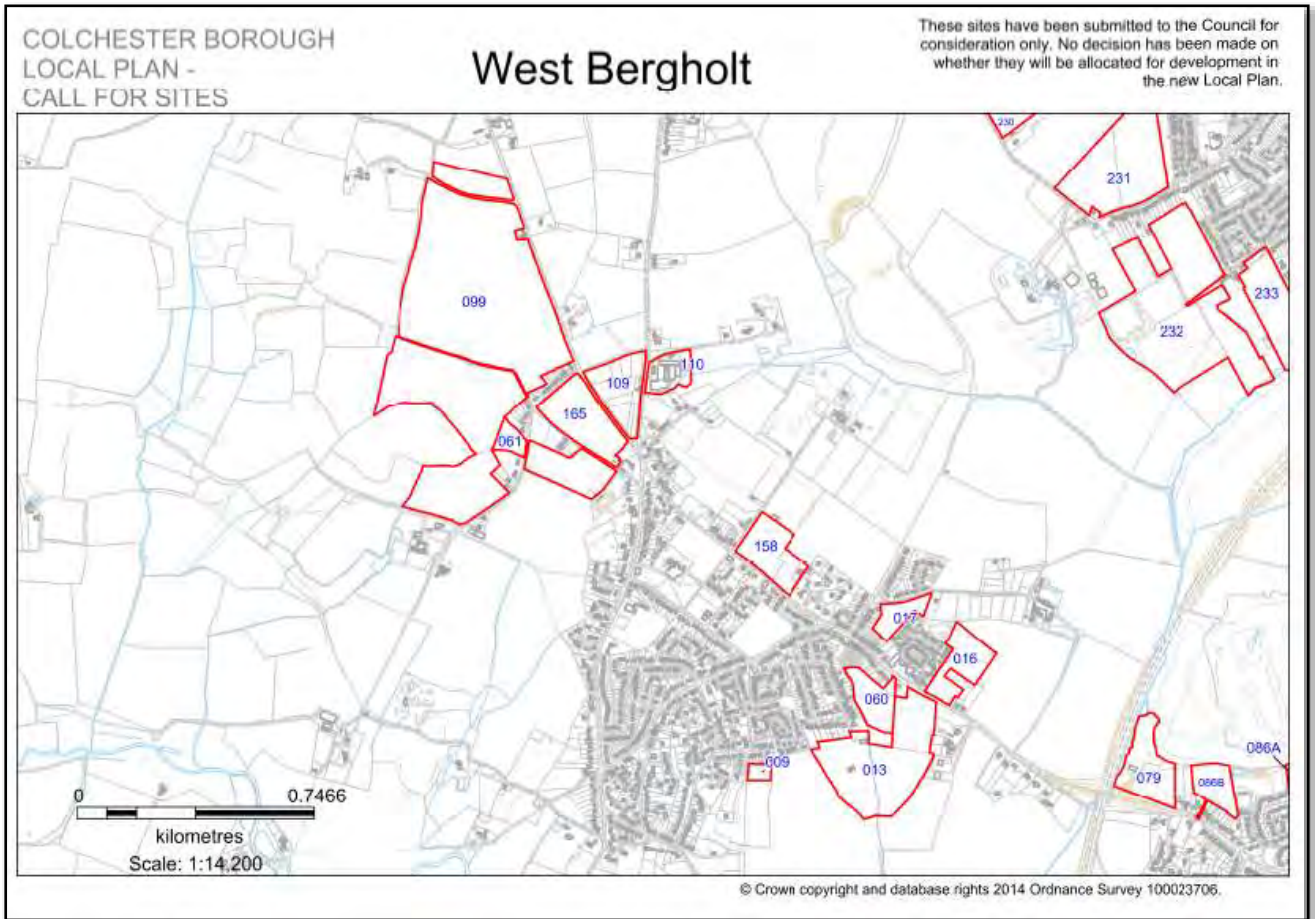 COLCHESTER BOROUGH
LOCAL PLAN -
CALL FOR SITES
West Bergholt
These sites have been submitted to the Council for
consideration only. No decision has been made on
whether they will be allocated for development in
the new Local Plan.
230
231
099
233
232
110
109
165
061
158
017
016
060
086A
009
013
079
086B
0 0.7466
kilometres
Scale: 1:14,200
© Crown copyright and database rights 2014 Ordnance Survey 100023706.